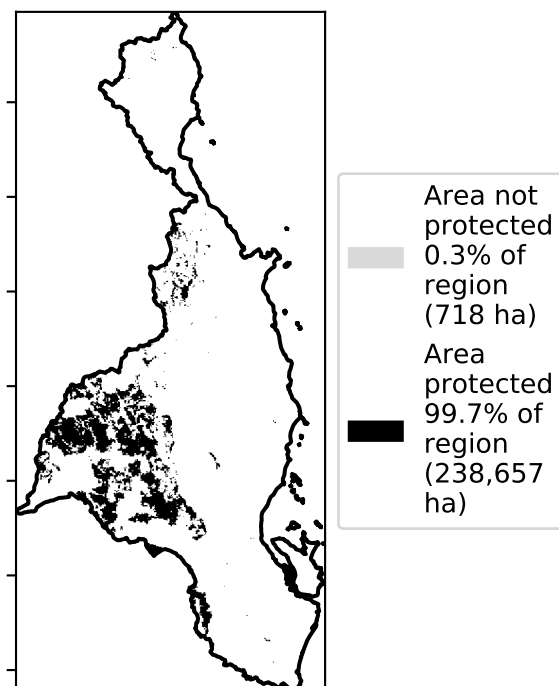 Area not
protected
0.3% of
region
(718 ha)
Area
protected
99.7% of
region
(238,657
ha)